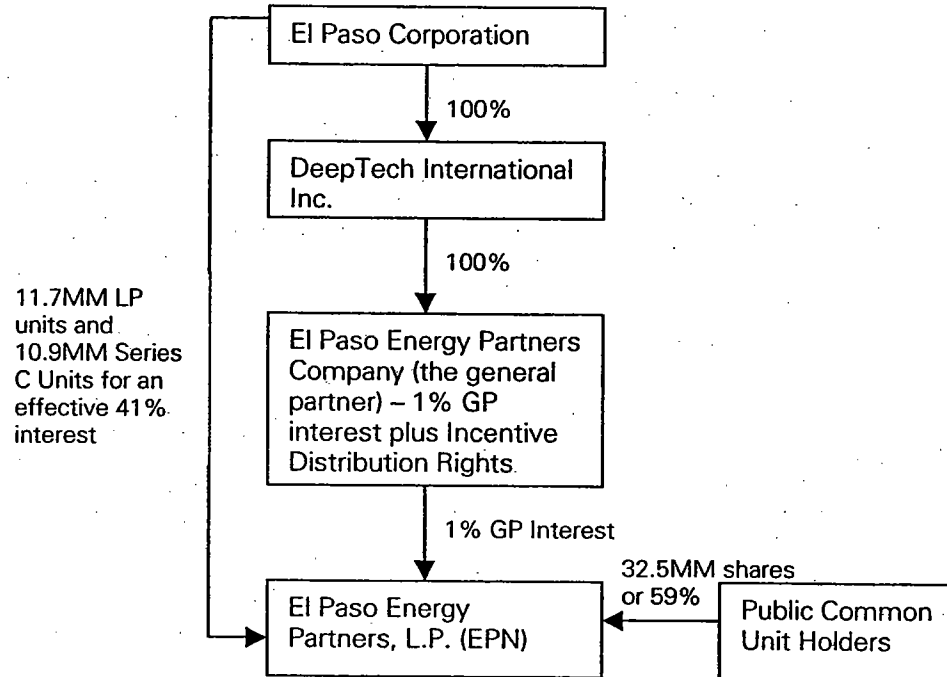 El Paso Corporation
100%
DeepTech International
Inc.
100%
11.7MM LP
units and
10.9MM Series
C Units for an
effective 41%
interest
El Paso Energy Partners
Company (the general
partner) – 1% GP
interest plus Incentive
Distribution Rights
1% GP Interest
32.5MM shares
or 59%
El Paso Energy
Partners, L.P. (EPN)
Public Common
Unit Holders